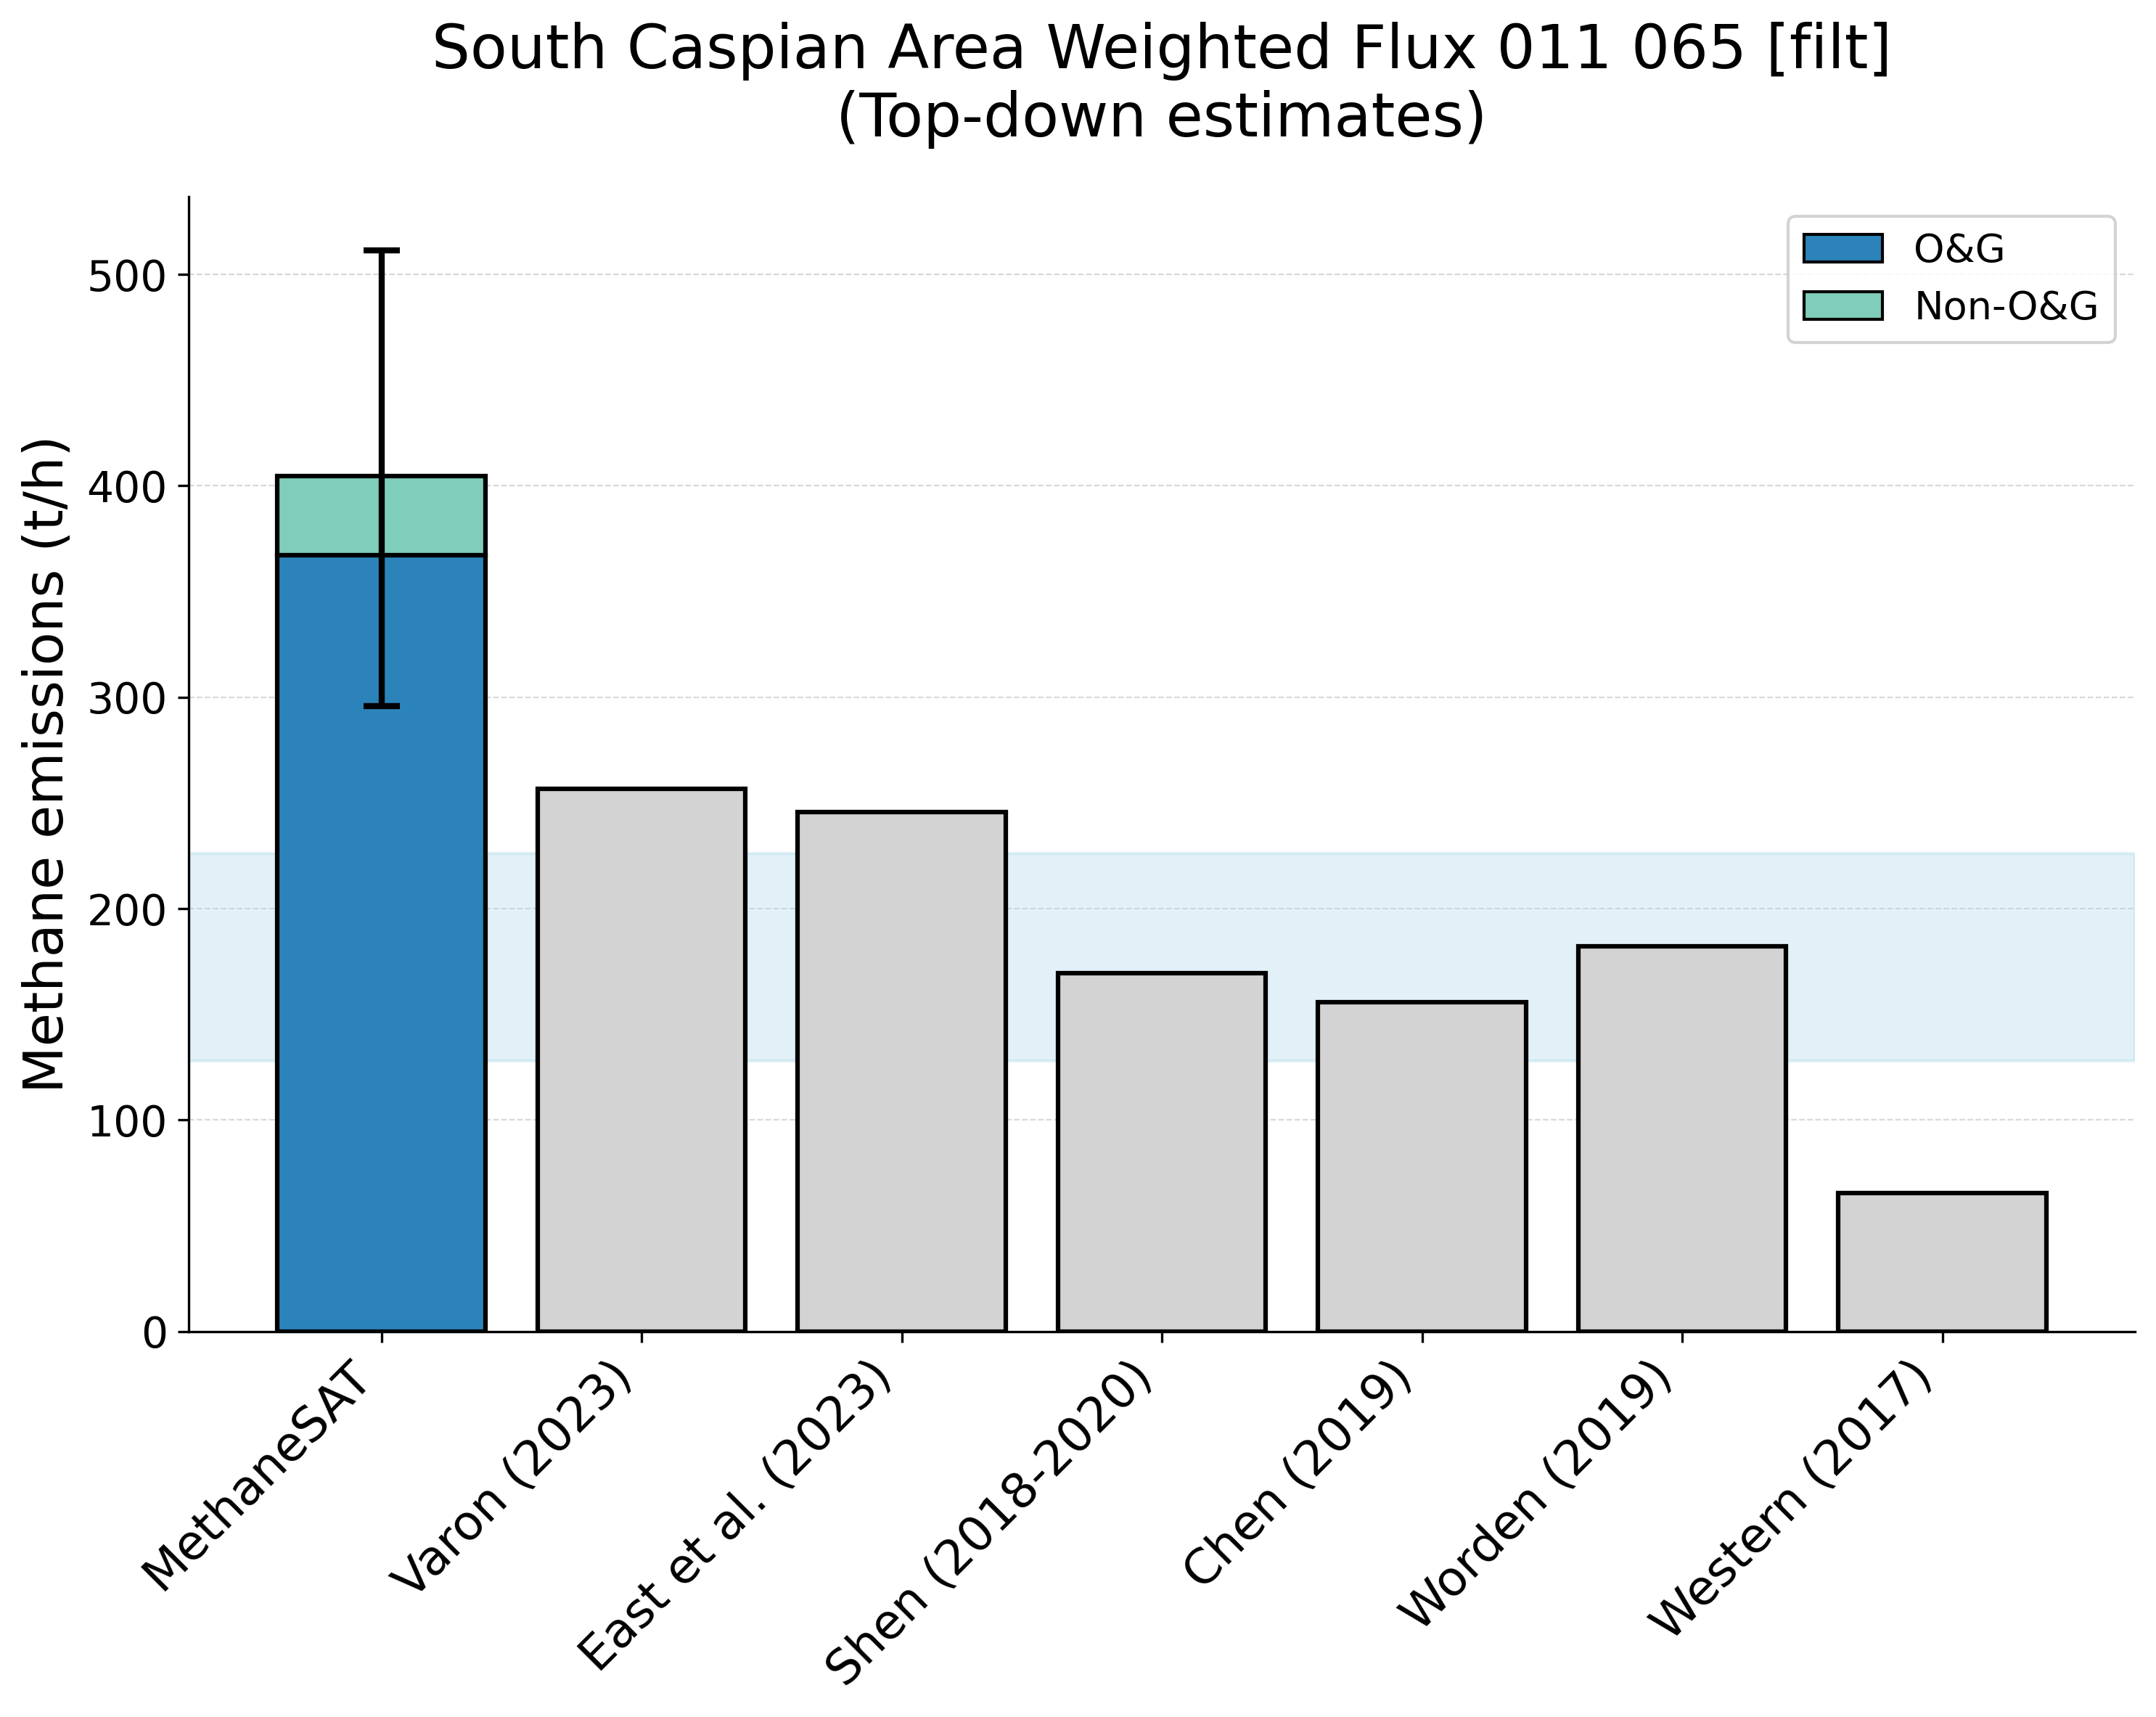 South Caspian Area Weighted Flux 011 065 [filt]
(Top-down estimates)
O&G
Non-O&G
Methane emissions (t/h)
500
400
300
200
100
0
MethaneSAT
Varon (2023)
East et al. (2023)
Shen (2018-2020)
Chen (2019)
Worden (2019)
Western (2017)